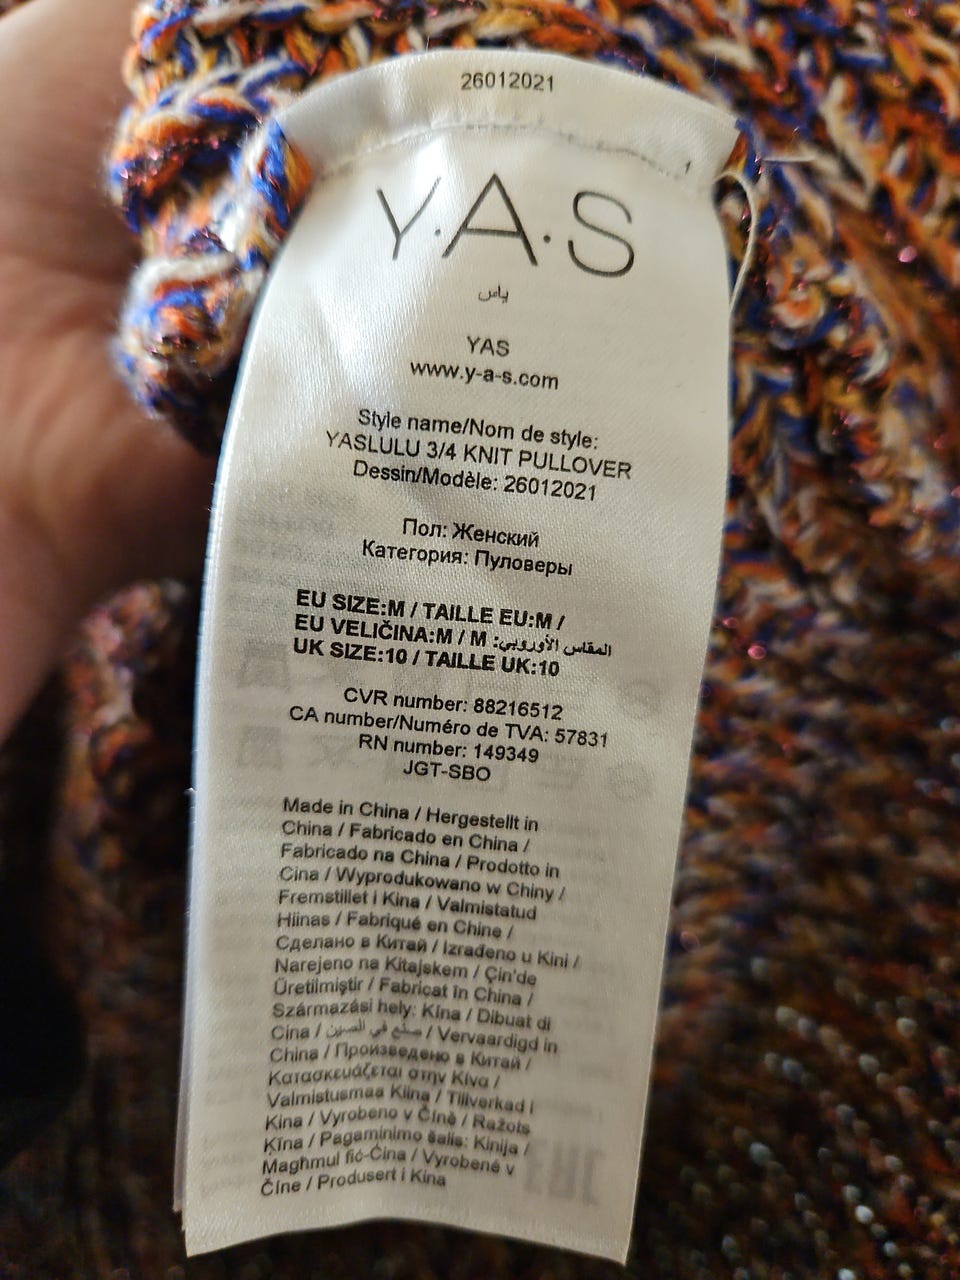 26012021
Y.A.S
ياس
YAS
www.y-a-s.com
Style name/Nom de style:
YASLULU 3/4 KNIT PULLOVER
Dessin/Modèle: 26012021
Пол: Женский
Категория: Пуловеры
EU SIZE:M / TAILLE EU:M /
EU VELIČINA:M / M :المقاس الأوروبي
UK SIZE:10 / TAILLE UK:10
CVR number: 88216512
CA number/Numéro de TVA: 57831
RN number: 149349
JGT-SBO
Made in China / Hergestellt in
China / Fabricado en China /
Fabricado na China / Prodotto in
Cina / Wyprodukowano w Chiny /
Fremstillet i Kina / Valmistatud
Hiinas / Fabriqué en Chine /
Сделано в Китай / Izrađeno u Kini /
Narejeno na Kitajskem / Çin'de
Üretilmiştir / Fabricat în China /
Származási hely: Kína / Dibuat di
Cina / صنع في الصين / Vervaardigd in
China / Произведено в Китай /
Κατασκευάζεται στην Κίνα /
Valmistusmaa Kiina / Tillverkad i
Kina / Vyrobeno v Číně / Ražots
Ķīna / Pagaminimo šalis: Kinija /
Magħmul fiċ-Ċina / Vyrobené v
Číne / Produsert i Kina